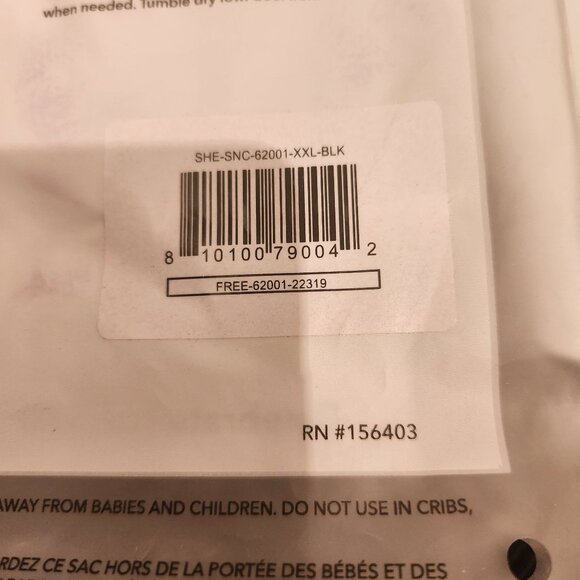 when needed. Tumble dry low.
SHE-SNC-62001-XXL-BLK
8 10100 79004 2
FREE-62001-22319
RN #156403
AWAY FROM BABIES AND CHILDREN. DO NOT USE IN CRIBS,
RDEZ CE SAC HORS DE LA PORTÉE DES BÉBÉS ET DES